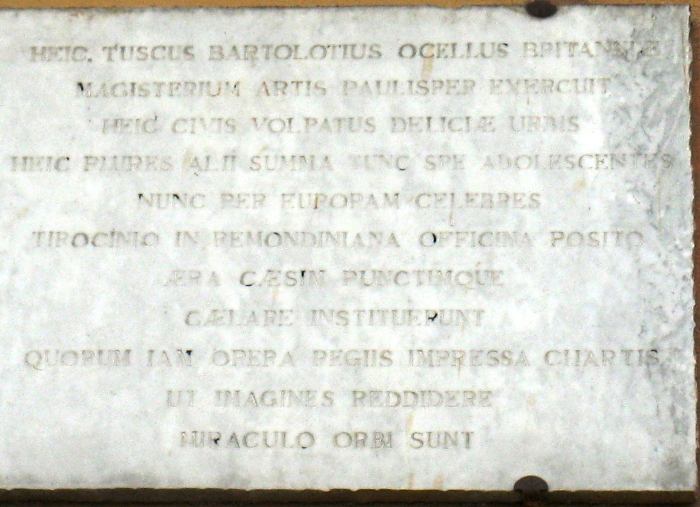 HEIC. TUSCUS BARTOLOTIUS OCELLUS BRITANNIÆ
MAGISTERIUM ARTIS PAULISPER EXERCUIT
HEIC CIVIS VOLPATUS DELICIÆ URBIS
HEIC PLURES ALII SUMMA TUNC SPE ADOLESCENTES
NUNC PER EUROPAM CELEBRES
TIROCINIO IN REMONDINIANA OFFICINA POSITO
ÆRA CÆSIM PUNCTIMQUE
CÆLARE INSTITUERUNT
QUORUM IAM OPERA REGIIS IMPRESSA CHARTIS
UT IMAGINES REDDIDERE
MIRACULO ORBI SUNT